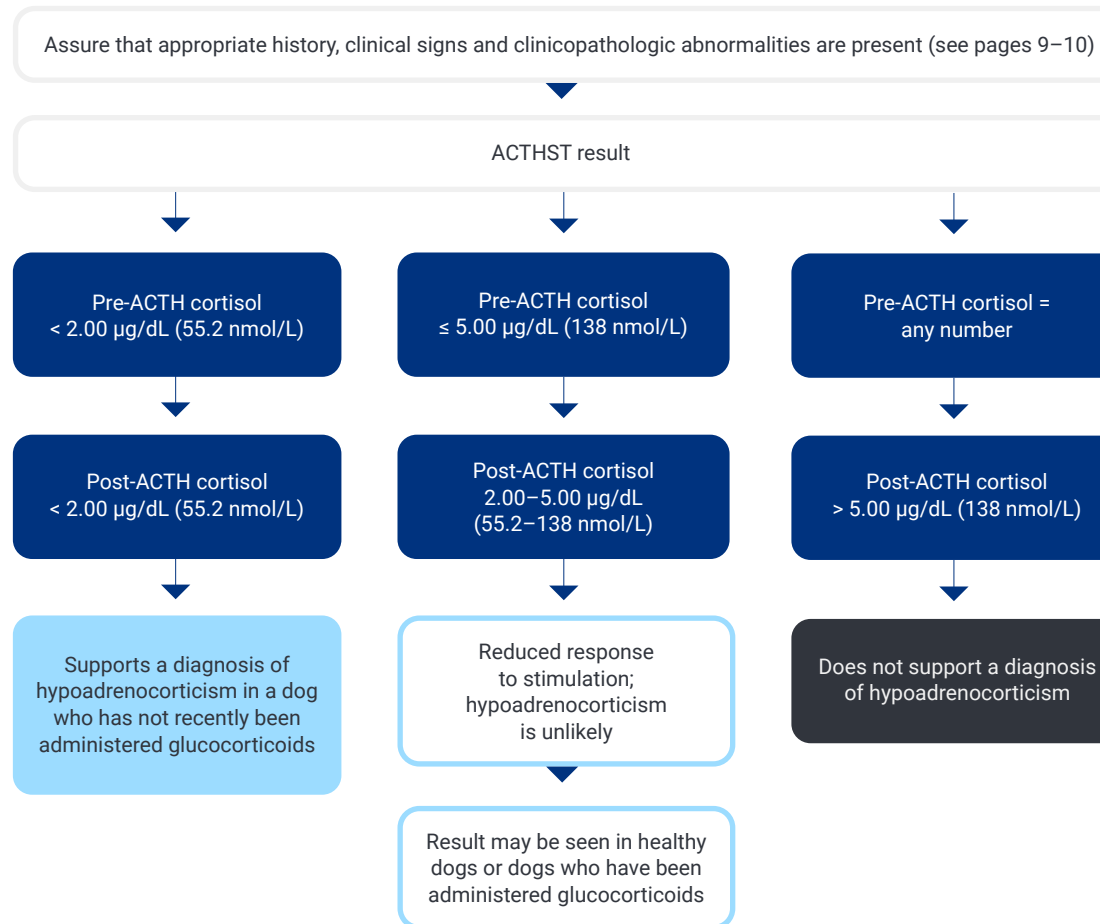 Assure that appropriate history, clinical signs and clinicopathologic abnormalities are present (see pages 9–10)
ACTHST result
Pre-ACTH cortisol
< 2.00 µg/dL (55.2 nmol/L)
Pre-ACTH cortisol
≤ 5.00 µg/dL (138 nmol/L)
Pre-ACTH cortisol =
any number
Post-ACTH cortisol
< 2.00 µg/dL (55.2 nmol/L)
Post-ACTH cortisol
2.00–5.00 µg/dL
(55.2–138 nmol/L)
Post-ACTH cortisol
> 5.00 µg/dL (138 nmol/L)
Supports a diagnosis of
hypoadrenocorticism in a dog
who has not recently been
administered glucocorticoids
Reduced response
to stimulation;
hypoadrenocorticism
is unlikely
Does not support a diagnosis
of hypoadrenocorticism
Result may be seen in healthy
dogs or dogs who have been
administered glucocorticoids